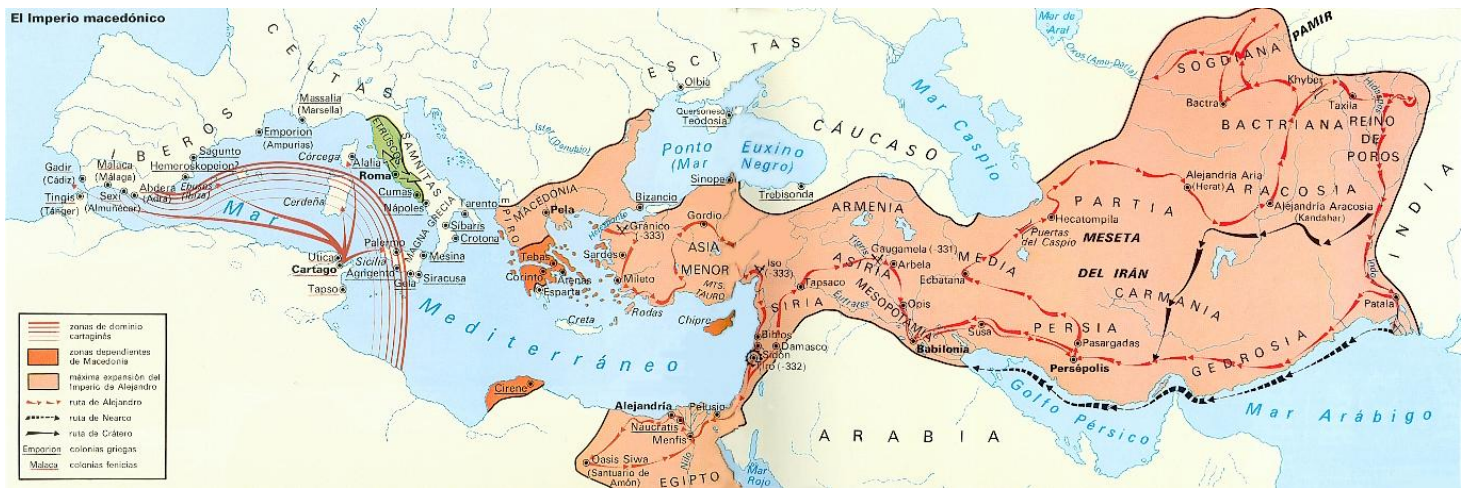 El Imperio macedónico
CELTAS
Rin
ESCITAS
Olbia
Mar de
Aral
Oxos (Amu-Daria)
PAMIR
SOGDIANA
Khyber
Hidaspes
Taxila
Bactra
BACTRIANA
REINO
DE
POROS
Massalia
(Marsella)
IBEROS
Emporion
(Ampurias)
ETRUSCOS
SAMNITAS
Ister (Danubio)
Quersoneso
Teodosia
CÁUCASO
Mar Caspio
Sagunto
Hemeroskopeion?
Córcega
Alalia
Roma
Ponto
(Mar
Euxino
Negro)
Gadir
(Cádiz)
Malaca
(Málaga)
Ebusus
(Ibiza)
Abdera
(Adra)
Sexi
(Almuñécar)
Tingis
(Tánger)
Cerdeña
Cumas
Nápoles
Tarento
MAGNA GRECIA
Síbaris
Crotona
EPIRO
MACEDONIA
Pela
Bizancio
Sinope
Trebisonda
ARMENIA
Alejandría Aria
(Herat)
ARACOSIA
Alejandría Aracosia
(Kandahar)
INDIA
PARTIA
Hecatompila
Puertas
del Caspio
MESETA
DEL IRÁN
Mar
Mediterráneo
Utica
Cartago
Tapso
Palermo
Sicilia
Agrigento
Gela
Mesina
Siracusa
Tebas
Corinto
Atenas
Esparta
Creta
Gránico
(-333)
Gordio
ASIA
MENOR
MTS.
TAURO
Sardes
Mileto
Rodas
Chipre
Iso
(-333)
Tapsaco
SIRIA
ASIRIA
Tigris
Gaugamela (-331)
Arbela
MEDIA
Ecbatana
MESOPOTAMIA
Eufrates
Opis
Susa
Babilonia
PERSIA
Pasargadas
Persépolis
CARMANIA
GEDROSIA
Indo
Patala
Biblos
Damasco
Sidón
Tiro (-332)
Cirene
Alejandría
Pelusio
Naucratis
Menfis
Oasis Siwa
(Santuario de
Amón)
Nilo
EGIPTO
Mar
Rojo
ARABIA
Golfo Pérsico
Mar Arábigo
zonas de dominio
cartaginés
zonas dependientes
de Macedonia
máxima expansión del
Imperio de Alejandro
ruta de Alejandro
ruta de Nearco
ruta de Crátero
Emporion colonias griegas
Malaca colonias fenicias